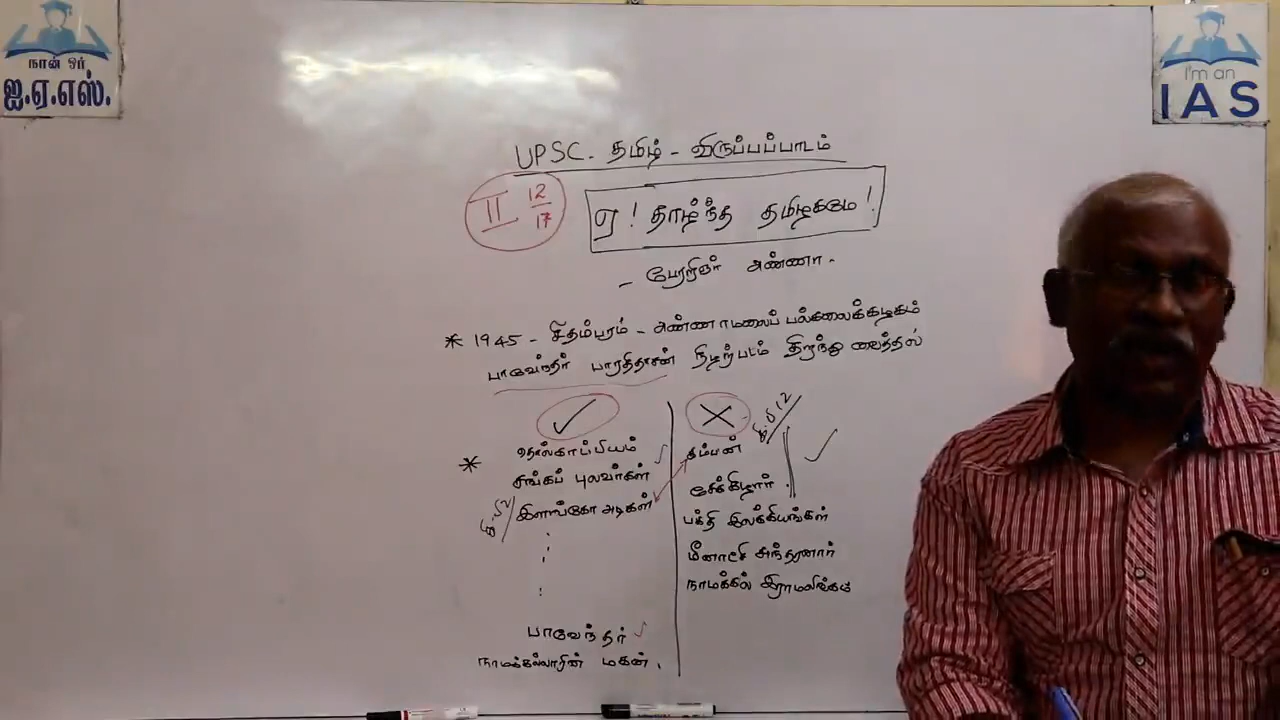 நான் ஓர்
ஐ.ஏ.எஸ்.
I'm an
IAS
UPSC - தமிழ் - விருப்பப்பாடம்
II 12/17
ஏ! தாழ்ந்த தமிழகமே!
- பேரறிஞர் அண்ணா.
* 1945 - சிதம்பரம் - அண்ணாமலைப் பல்கலைக்கழகம்
பாவேந்தர் பாரதிதாசன் நிழற்படம் திறந்து வைத்தல்
✓
* தொல்காப்பியம் ✓
சங்கப் புலவர்கள்
இளங்கோ அடிகள்
பாவேந்தர் ✓
நாமக்கல்லாரின் மகன்.
X
கம்பன்
சேக்கிழார். ✓
பக்தி இலக்கியங்கள்
மீனாட்சி சுந்தரனார்
நாமக்கல் இராமலிங்கம்